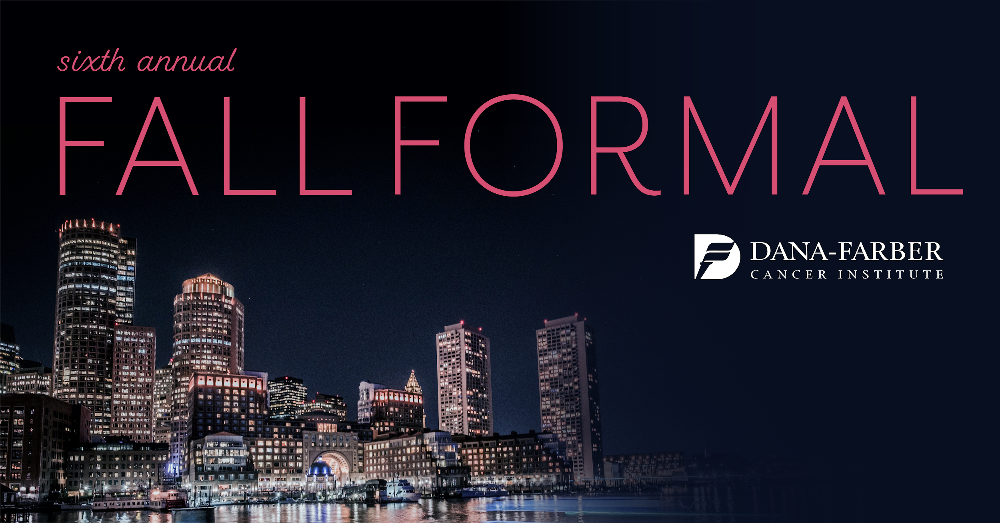 sixth annual
FALL FORMAL
DANA-FARBER
CANCER INSTITUTE